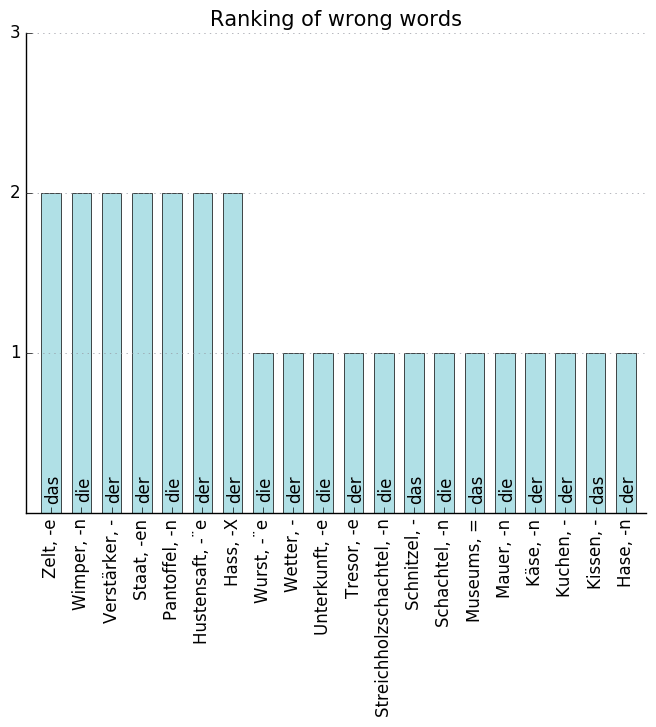 Ranking of wrong words
3
2
1
das
die
der
der
die
der
der
die
der
die
der
die
das
die
das
die
der
der
das
der
Zelt, -e
Wimper, -n
Verstärker, -
Staat, -en
Pantoffel, -n
Hustensaft, -¨e
Hass, -X
Wurst, -¨e
Wetter, -
Unterkunft, -e
Tresor, -e
Streichholzschachtel, -n
Schnitzel, -
Schachtel, -n
Museums, =
Mauer, -n
Käse, -n
Kuchen, -
Kissen, -
Hase, -n